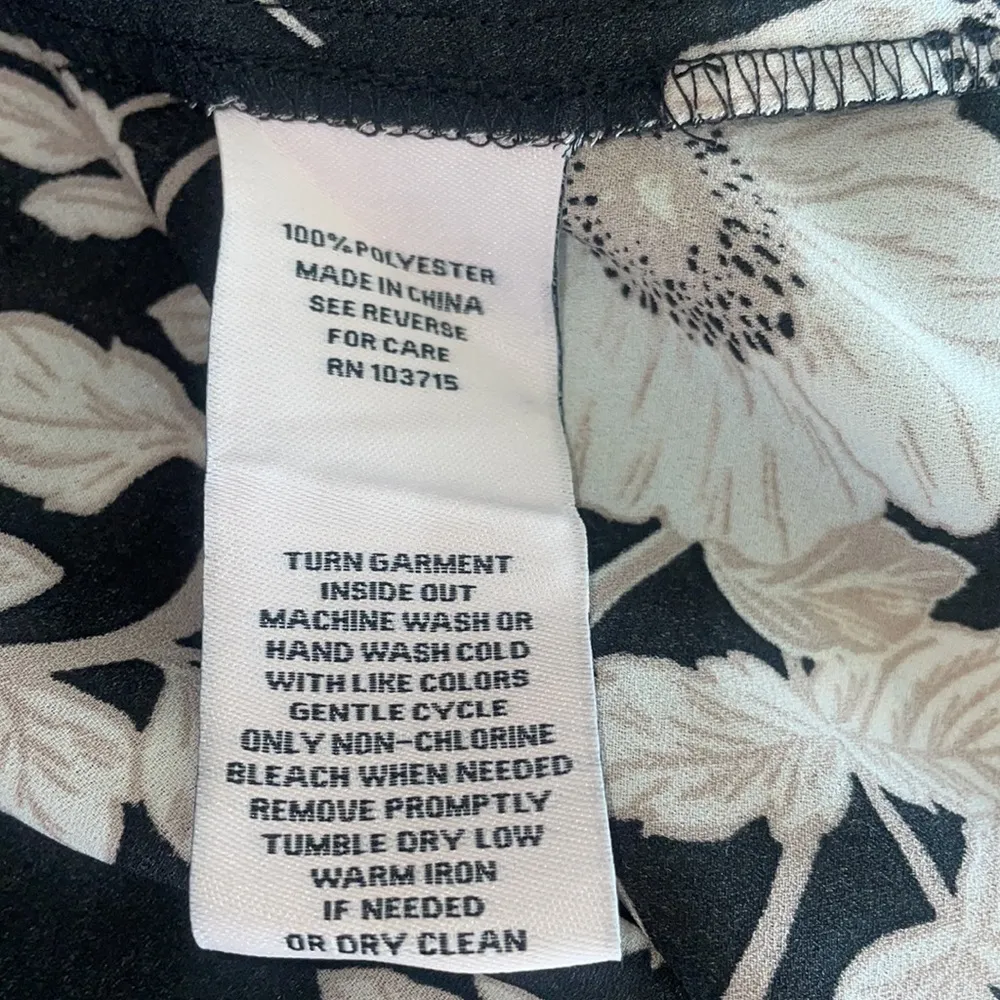 100% POLYESTER
MADE IN CHINA
SEE REVERSE
FOR CARE
RN 103715
TURN GARMENT
INSIDE OUT
MACHINE WASH OR
HAND WASH COLD
WITH LIKE COLORS
GENTLE CYCLE
ONLY NON-CHLORINE
BLEACH WHEN NEEDED
REMOVE PROMPTLY
TUMBLE DRY LOW
WARM IRON
IF NEEDED
OR DRY CLEAN